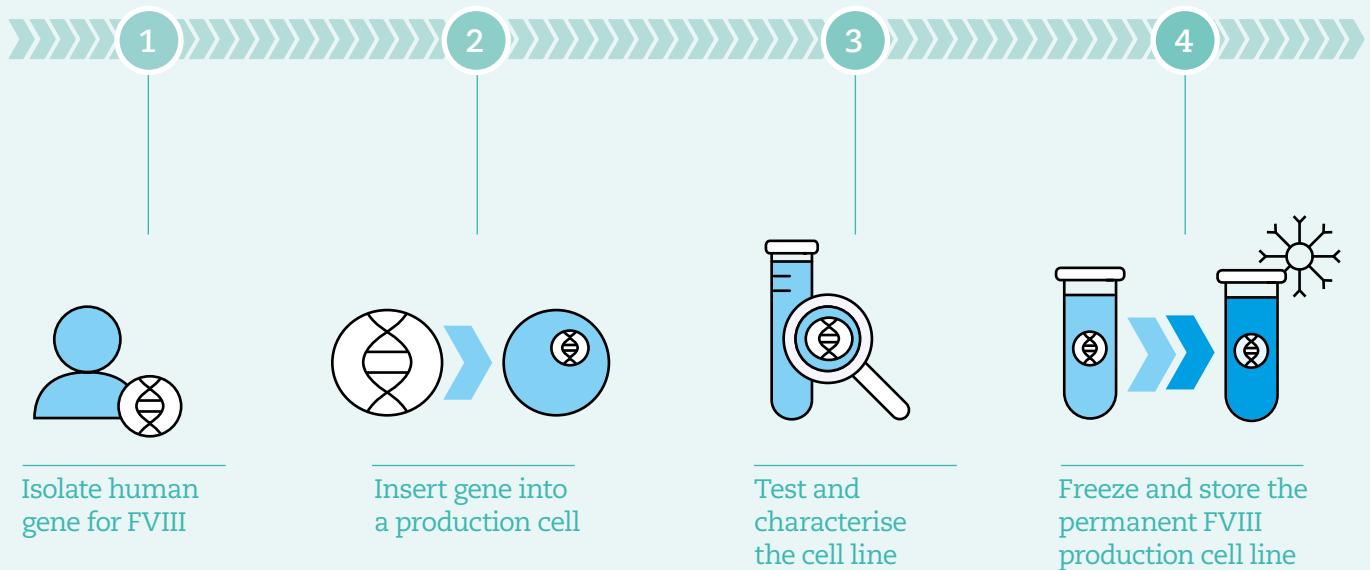 1
2
3
4
Isolate human
gene for FVIII
Insert gene into
a production cell
Test and
characterise
the cell line
Freeze and store the
permanent FVIII
production cell line